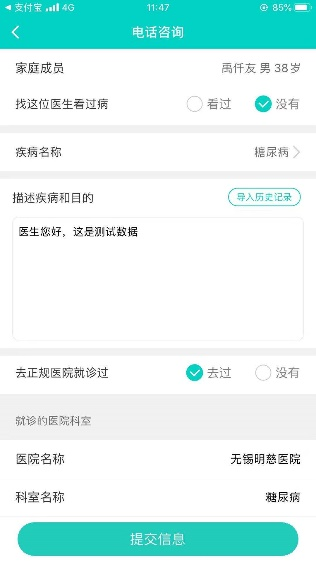 支付宝 4G 11:47 85%
电话咨询
家庭成员 禹仟友 男 38岁
找这位医生看过病 看过 没有
疾病名称 糖尿病
描述疾病和目的 导入历史记录
医生您好，这是测试数据
去正规医院就诊过 去过 没有
就诊的医院科室
医院名称 无锡明慈医院
科室名称 糖尿病
提交信息